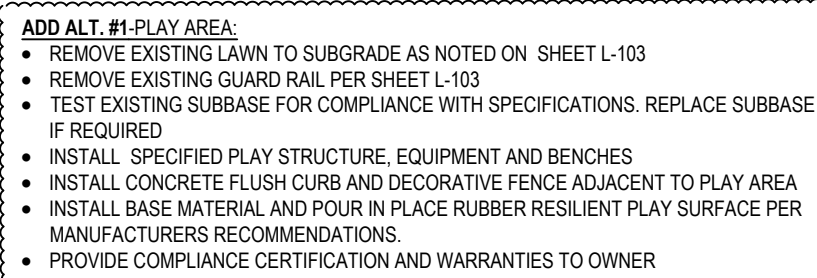 ADD ALT. #1-PLAY AREA:
• REMOVE EXISTING LAWN TO SUBGRADE AS NOTED ON SHEET L-103
• REMOVE EXISTING GUARD RAIL PER SHEET L-103
• TEST EXISTING SUBBASE FOR COMPLIANCE WITH SPECIFICATIONS. REPLACE SUBBASE
IF REQUIRED
• INSTALL SPECIFIED PLAY STRUCTURE, EQUIPMENT AND BENCHES
• INSTALL CONCRETE FLUSH CURB AND DECORATIVE FENCE ADJACENT TO PLAY AREA
• INSTALL BASE MATERIAL AND POUR IN PLACE RUBBER RESILIENT PLAY SURFACE PER
MANUFACTURERS RECOMMENDATIONS.
• PROVIDE COMPLIANCE CERTIFICATION AND WARRANTIES TO OWNER